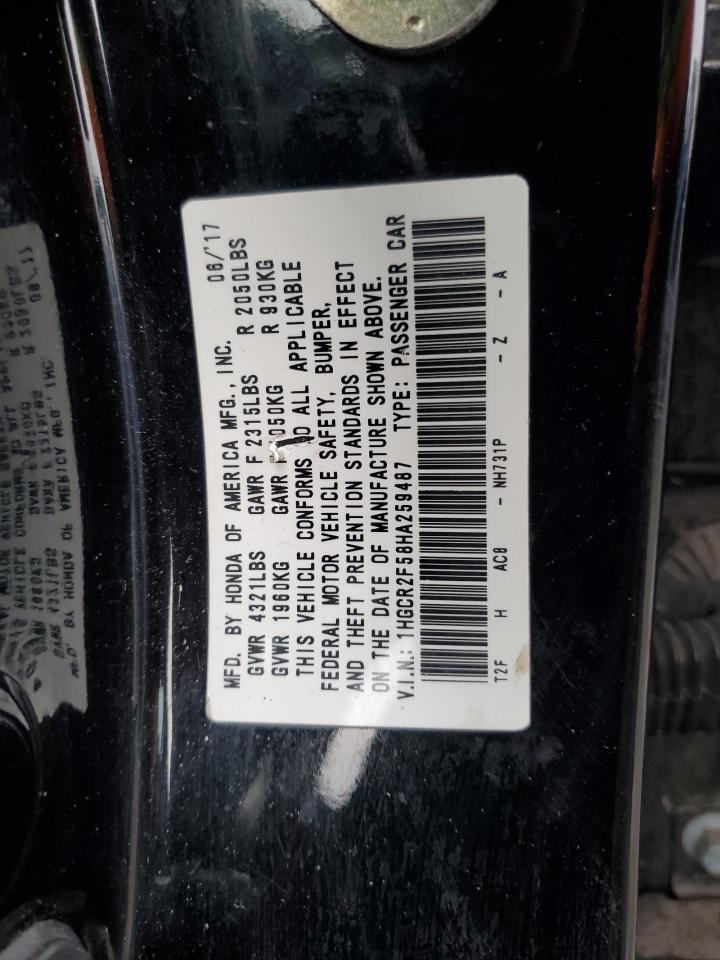 MFD. BY HONDA OF AMERICA MFG., INC. 06/'17
GVWR 4321LBS GAWR F 2315LBS R 2050LBS
GVWR 1960KG GAWR 050KG R 930KG
THIS VEHICLE CONFORMS TO ALL APPLICABLE
FEDERAL MOTOR VEHICLE SAFETY, BUMPER,
AND THEFT PREVENTION STANDARDS IN EFFECT
ON THE DATE OF MANUFACTURE SHOWN ABOVE.
V.I.N.: 1HGCR2F58HA259487 TYPE: PASSENGER CAR
T2F H AC8 - NH731P - Z - A